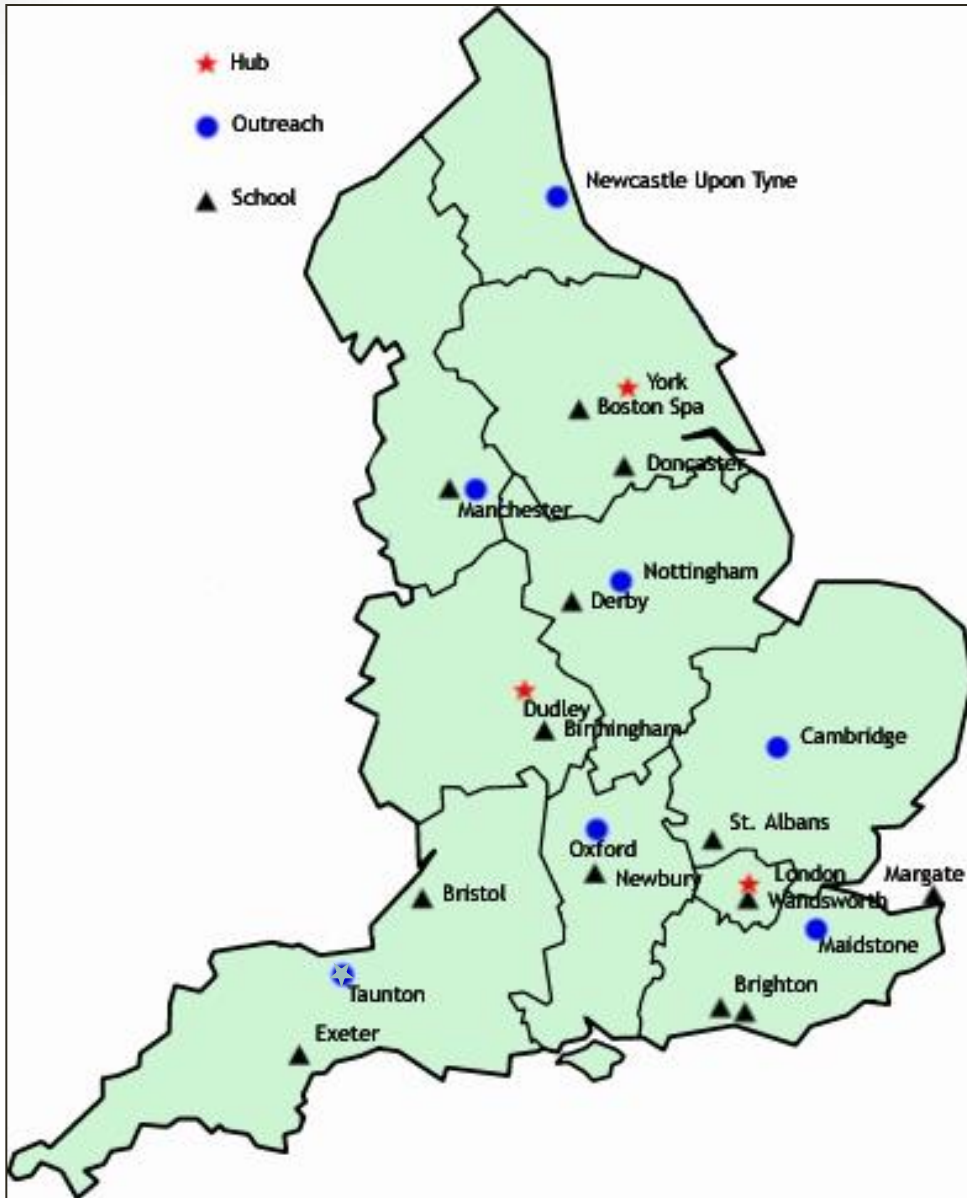 Hub
Outreach
School
Newcastle Upon Tyne
York
Boston Spa
Doncaster
Manchester
Nottingham
Derby
Dudley
Birmingham
Cambridge
St. Albans
Oxford
Newbury
London
Margate
Wandsworth
Bristol
Maidstone
Taunton
Brighton
Exeter